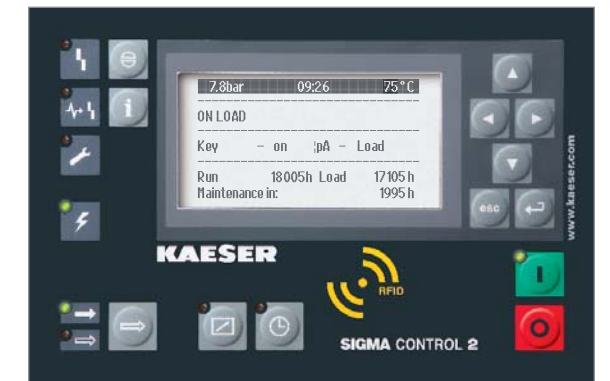 7.8bar 09:26 75°C
ON LOAD
Key - on ¦pA - Load
Run 18005h Load 17105h
Maintenance in: 1995h
esc
www.kaeser.com
KAESER
RFID
SIGMA CONTROL 2